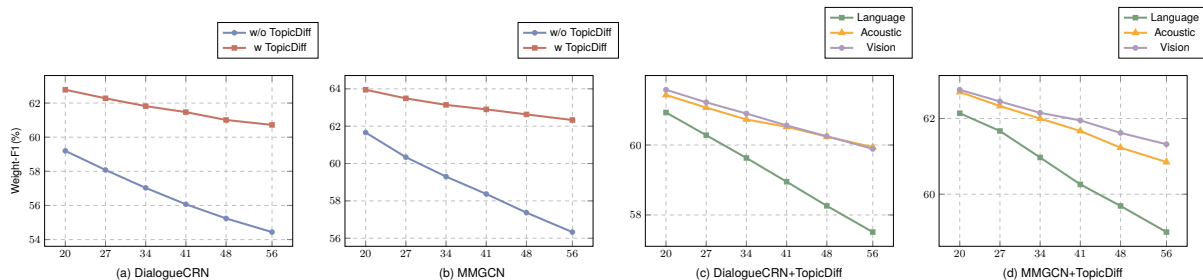 w/o TopicDiff
w TopicDiff
w/o TopicDiff
w TopicDiff
Language
Acoustic
Vision
Language
Acoustic
Vision
Weight-F1(%)
62
60
58
56
54
20 27 34 41 48 56
(a) DialogueCRN
64
62
60
58
56
20 27 34 41 48 56
(b) MMGCN
60
58
20 27 34 41 48 56
(c) DialogueCRN+TopicDiff
62
60
20 27 34 41 48 56
(d) MMGCN+TopicDiff